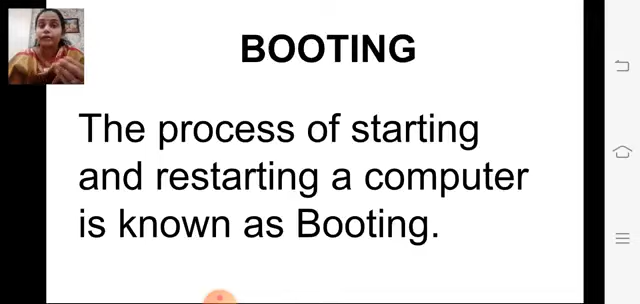 BOOTING
The process of starting
and restarting a computer
is known as Booting.